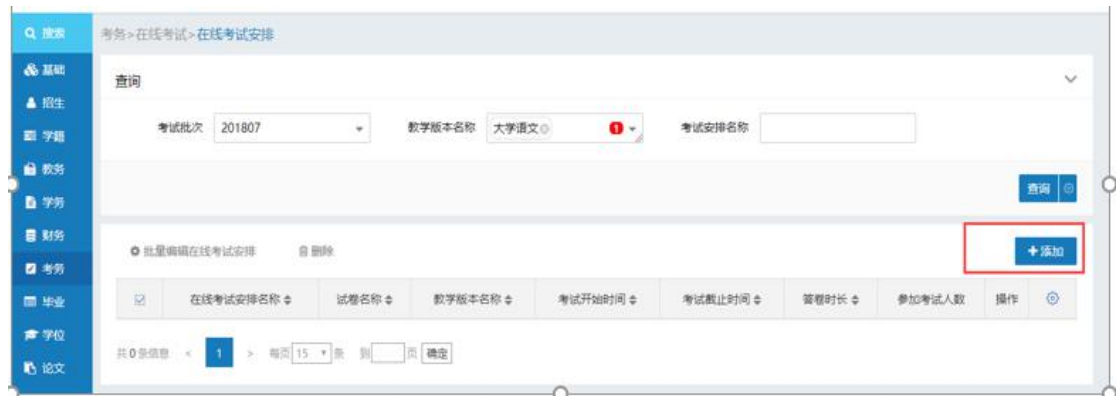 搜索
考务>在线考试>在线考试安排
基础
招生
学籍
教务
学务
财务
考务
毕业
学位
论文
查询
考试批次 201807 教学版本名称 大学语文 1 考试安排名称
查询
批量编辑在线考试安排 删除 +添加
在线考试安排名称 试卷名称 教学版本名称 考试开始时间 考试截止时间 答卷时长 参加考试人数 操作
共0条信息 < 1 > 每页 15 条 到 页 确定